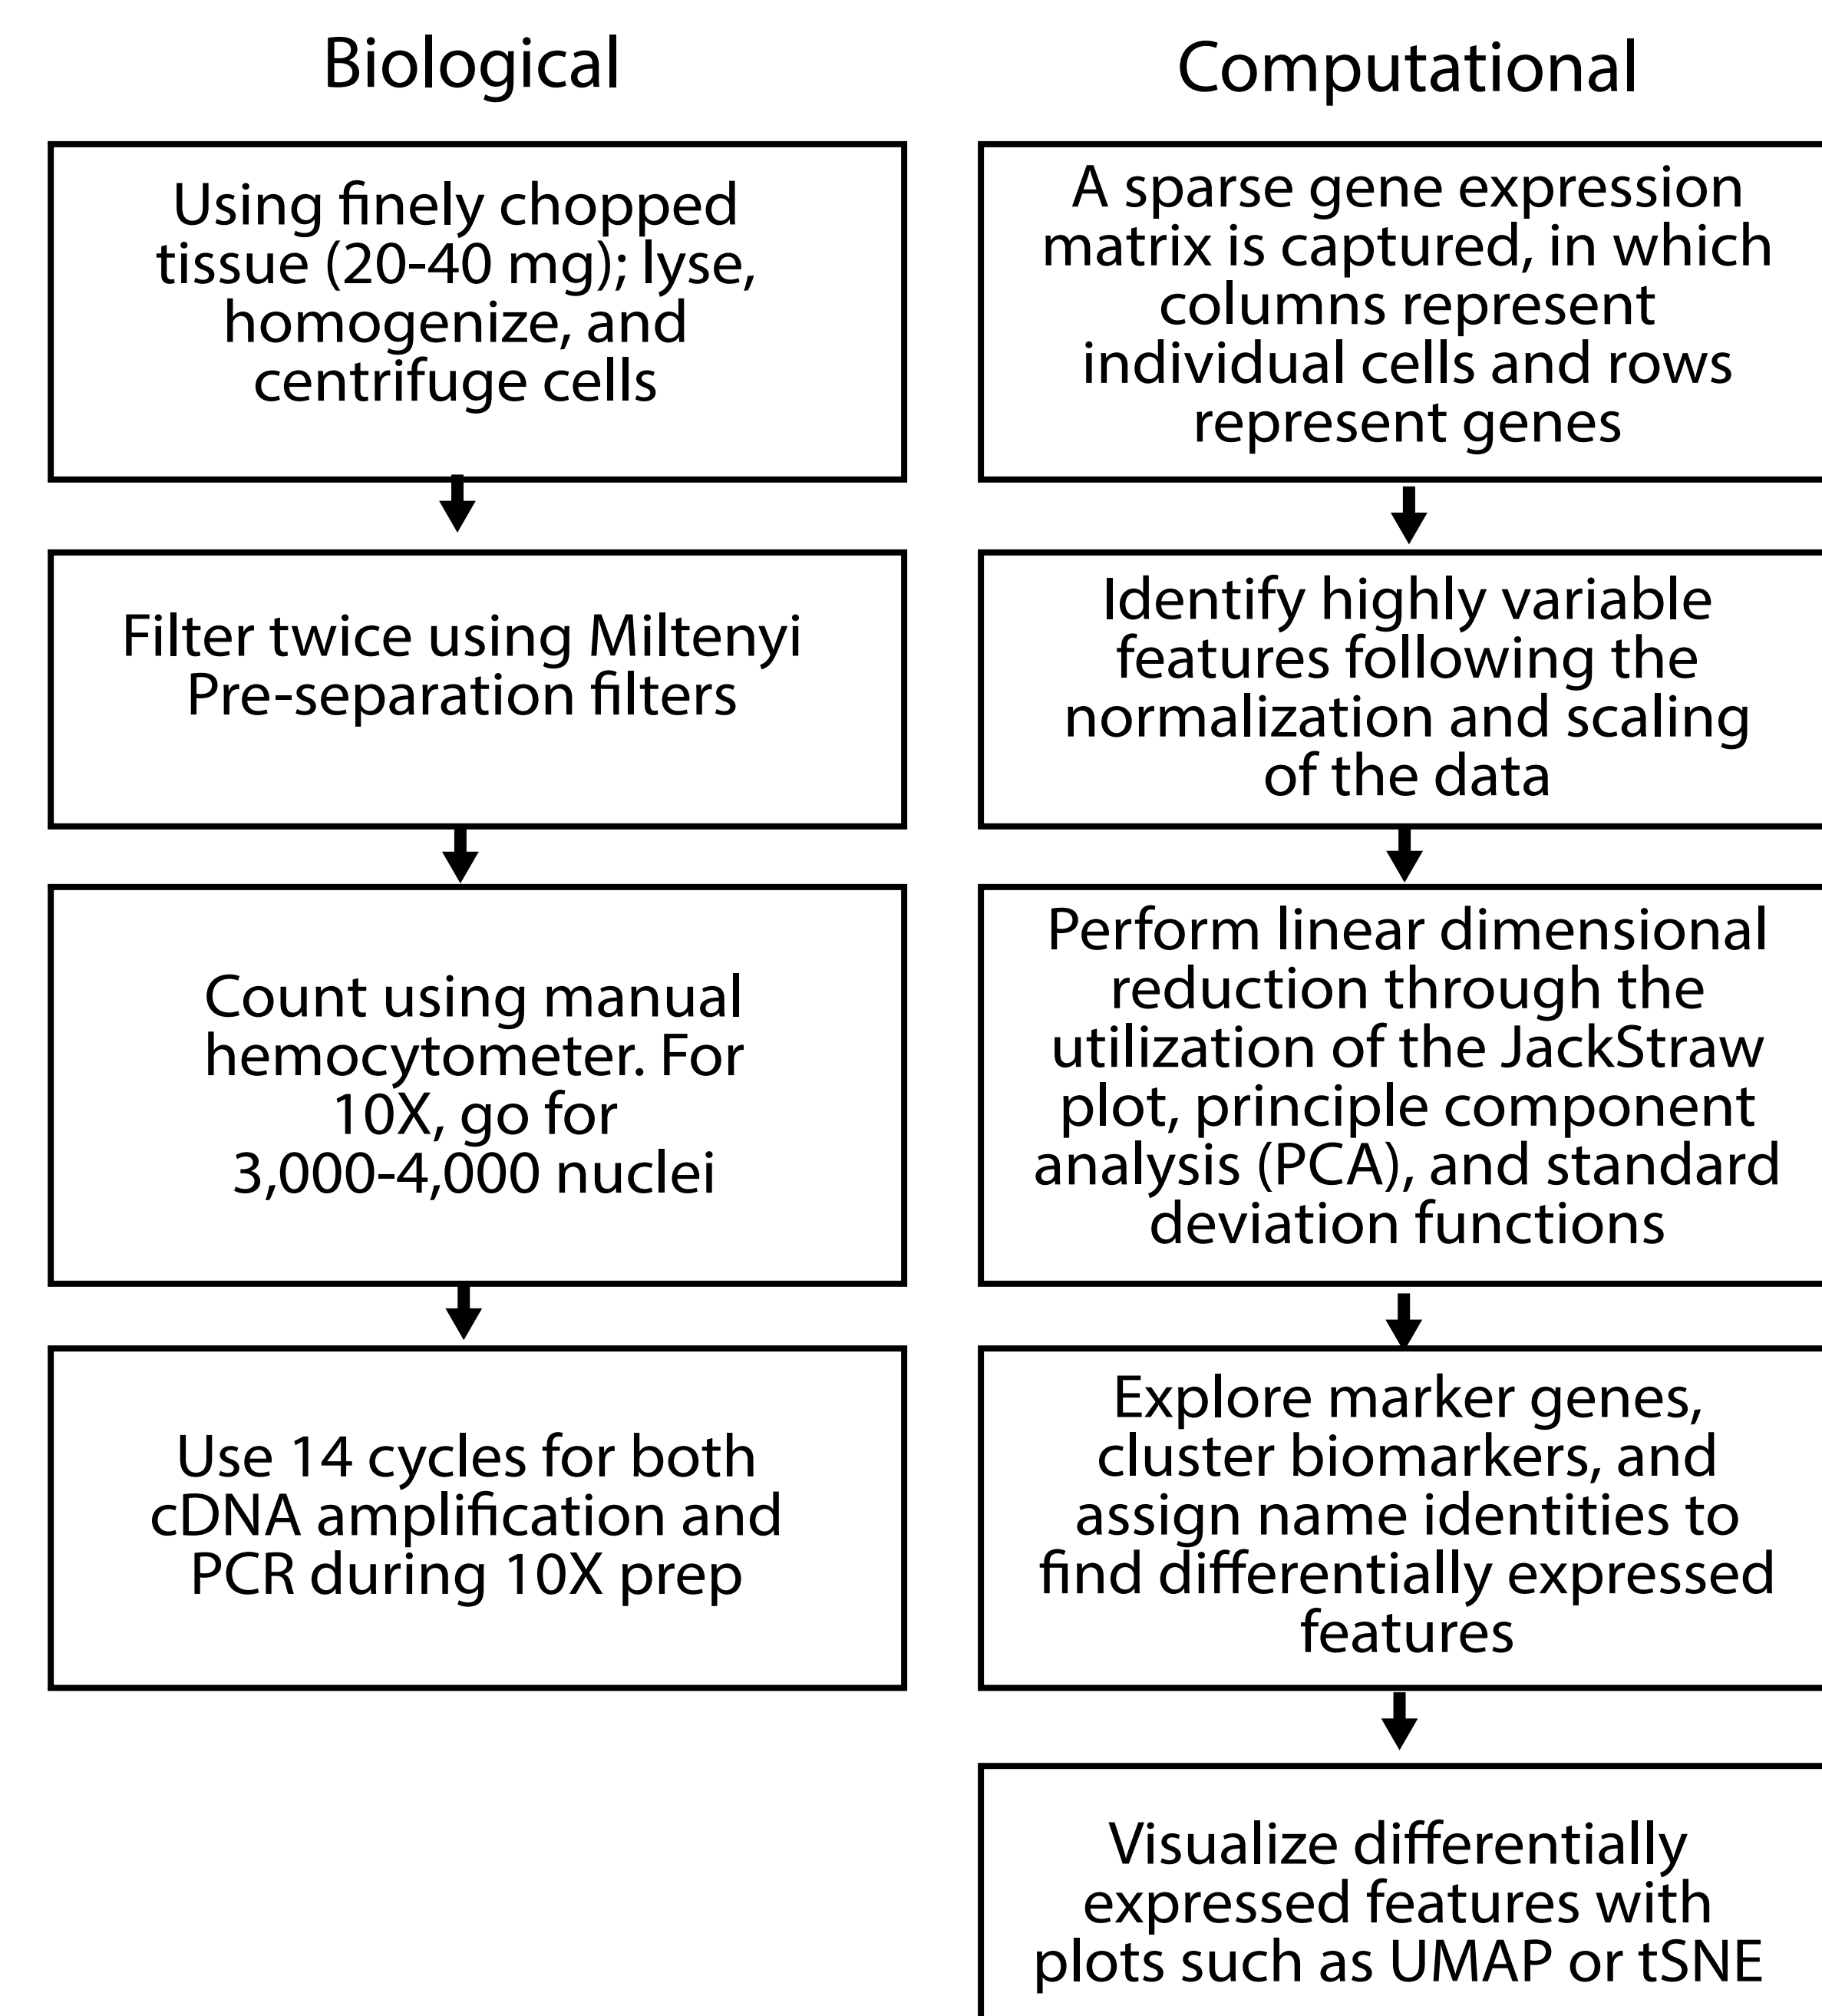 Biological
Using finely chopped
tissue (20-40 mg); lyse,
homogenize, and
centrifuge cells
Filter twice using Miltenyi
Pre-separation filters
Count using manual
hemocytometer. For
10X, go for
3,000-4,000 nuclei
Use 14 cycles for both
cDNA amplification and
PCR during 10X prep
Computational
A sparse gene expression
matrix is captured, in which
columns represent
individual cells and rows
represent genes
Identify highly variable
features following the
normalization and scaling
of the data
Perform linear dimensional
reduction through the
utilization of the JackStraw
plot, principle component
analysis (PCA), and standard
deviation functions
Explore marker genes,
cluster biomarkers, and
assign name identities to
find differentially expressed
features
Visualize differentially
expressed features with
plots such as UMAP or tSNE